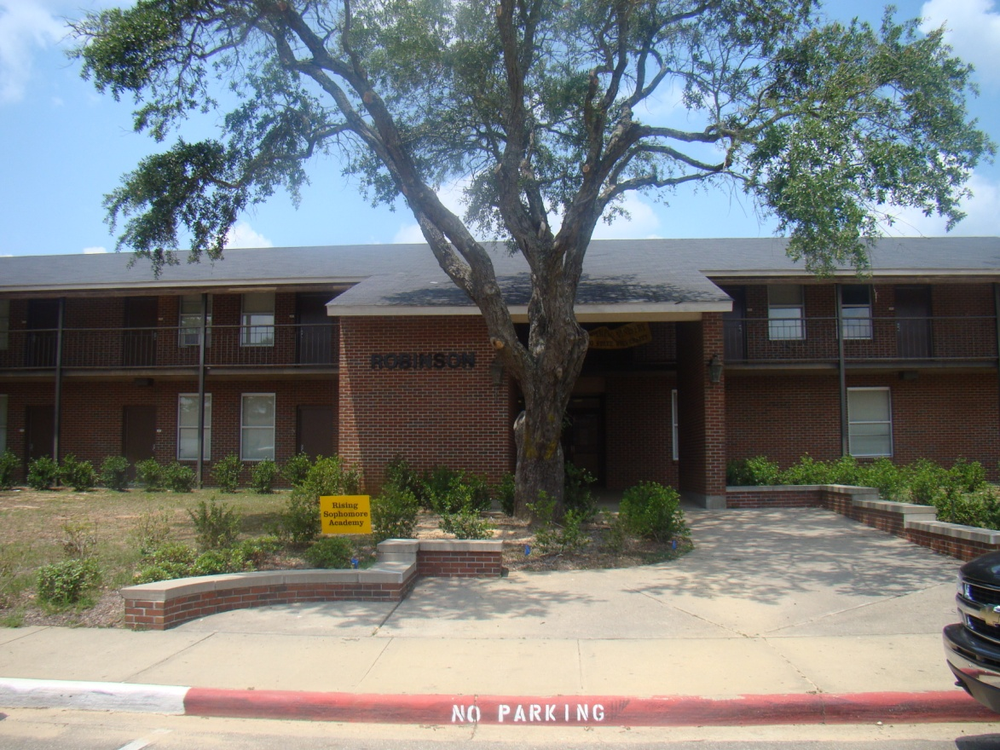 ROBINSON
Rising
Sophomore
Academy
NO PARKING